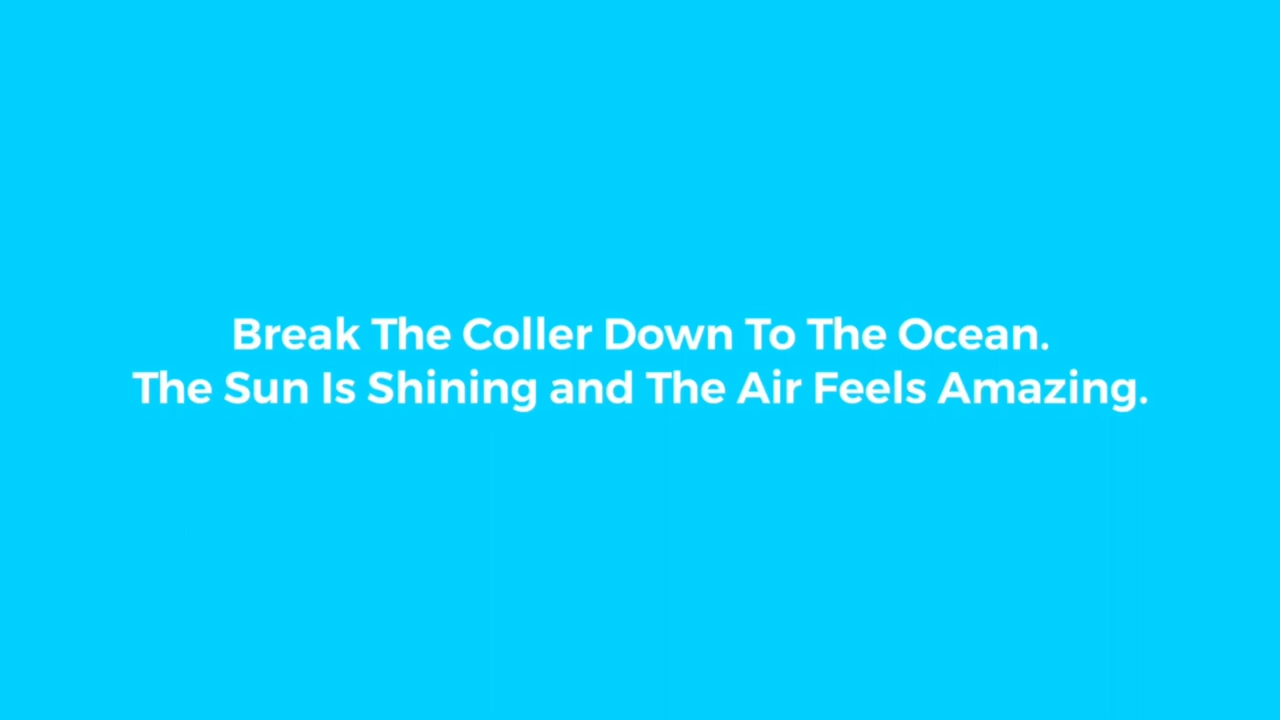 Break The Coller Down To The Ocean.
The Sun Is Shining and The Air Feels Amazing.